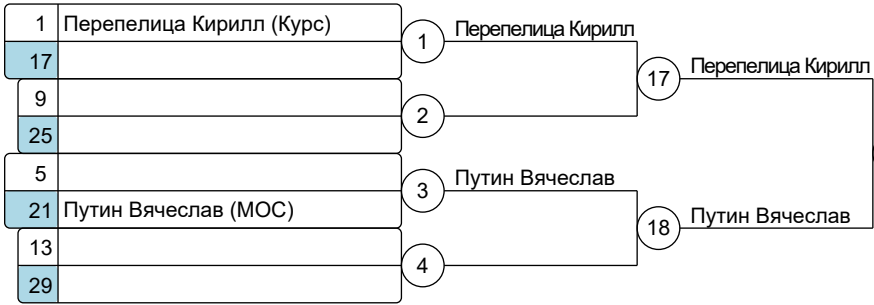 1 Перепелица Кирилл (Курс)
17
1
Перепелица Кирилл
9
25
2
17
Перепелица Кирилл
5
21 Путин Вячеслав (МОС)
3
Путин Вячеслав
13
29
4
18
Путин Вячеслав